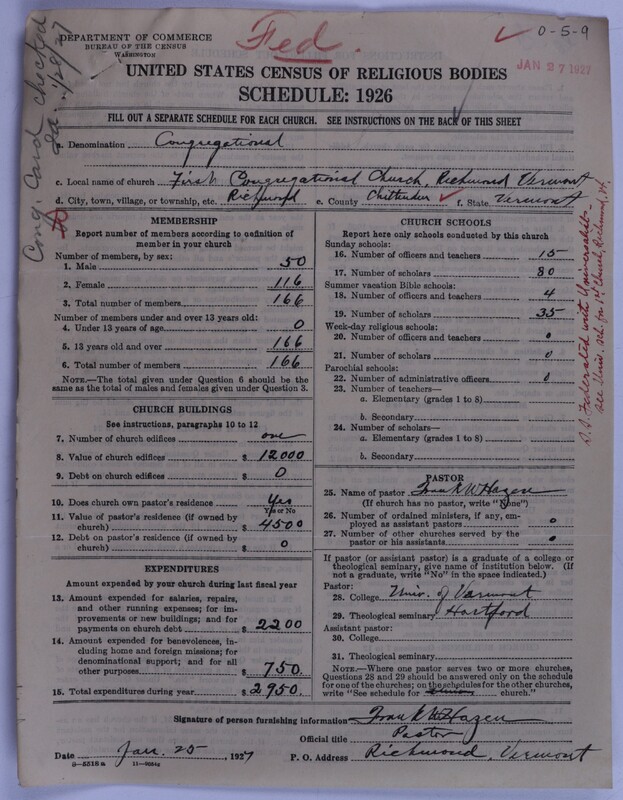 DEPARTMENT OF COMMERCE
BUREAU OF THE CENSUS
WASHINGTON
Fed.
0-5-9
JAN 27 1927
Cong. Card checked
1/28/27
UNITED STATES CENSUS OF RELIGIOUS BODIES
SCHEDULE: 1926
FILL OUT A SEPARATE SCHEDULE FOR EACH CHURCH. SEE INSTRUCTIONS ON THE BACK OF THIS SHEET
a. Denomination Congregational
c. Local name of church First Congregational Church, Richmond Vermont
d. City, town, village, or township, etc. Richmond e. County Chittenden f. State Vermont
MEMBERSHIP
Report number of members according to definition of
member in your church
Number of members, by sex:
1. Male 50
2. Female 116
3. Total number of members 166
Number of members under and over 13 years old:
4. Under 13 years of age 0
5. 13 years old and over 166
6. Total number of members 166
NOTE.—The total given under Question 6 should be the
same as the total of males and females given under Question 3.
CHURCH BUILDINGS
See instructions, paragraphs 10 to 12
7. Number of church edifices one
8. Value of church edifices $ 12000
9. Debt on church edifices $ 0
10. Does church own pastor's residence Yes
Yes or No
11. Value of pastor's residence (if owned by
church) $ 4500
12. Debt on pastor's residence (if owned by
church) $ 0
EXPENDITURES
Amount expended by your church during last fiscal year
13. Amount expended for salaries, repairs,
and other running expenses; for im-
provements or new buildings; and for
payments on church debt $ 2200
14. Amount expended for benevolences, in-
cluding home and foreign missions; for
denominational support; and for all
other purposes $ 750.
15. Total expenditures during year $ 2950.
CHURCH SCHOOLS
Report here only schools conducted by this church
Sunday schools:
16. Number of officers and teachers 15
17. Number of scholars 80
Summer vacation Bible schools:
18. Number of officers and teachers 4
19. Number of scholars 35
Week-day religious schools:
20. Number of officers and teachers 0
21. Number of scholars 0
Parochial schools:
22. Number of administrative officers 0
23. Number of teachers—
a. Elementary (grades 1 to 8)
b. Secondary
24. Number of scholars—
a. Elementary (grades 1 to 8)
b. Secondary
S.S. Federated with Universalist—
See Univ. sch. for 1st Church, Richmond, Vt.
PASTOR
25. Name of pastor Frank W. Hazen
(If church has no pastor, write "None")
26. Number of ordained ministers, if any, em-
ployed as assistant pastors 0
27. Number of other churches served by the
pastor or his assistants 0
If pastor (or assistant pastor) is a graduate of a college or
theological seminary, give name of institution below. (If
not a graduate, write "No" in the space indicated.)
Pastor:
28. College Univ. of Vermont
29. Theological seminary Hartford
Assistant pastor:
30. College
31. Theological seminary
NOTE.—Where one pastor serves two or more churches,
Questions 28 and 29 should be answered only on the schedule
for one of the churches; on the schedules for the other churches,
write "See schedule for church."
Signature of person furnishing information Frank W. Hazen
Official title Pastor
Date Jan. 25, 1927 P. O. Address Richmond, Vermont